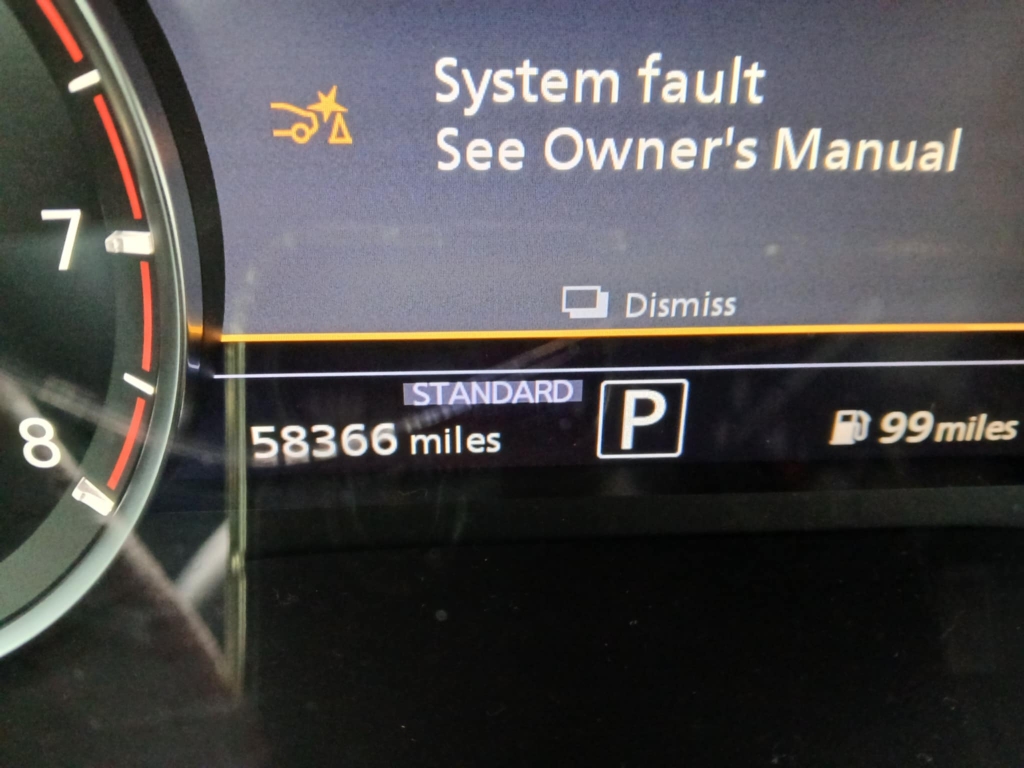 System fault
See Owner's Manual
7
Dismiss
STANDARD
58366 miles
P
99 miles
8